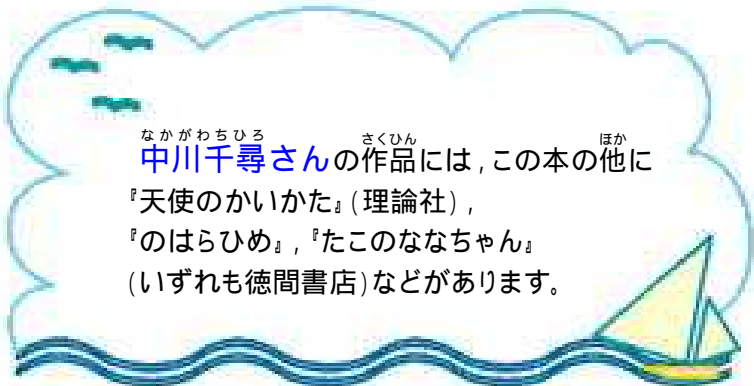 中川千尋さんの作品には,この本の他に
『天使のかいかた』(理論社),
『のはらひめ』,『たこのななちゃん』
(いずれも徳間書店)などがあります。